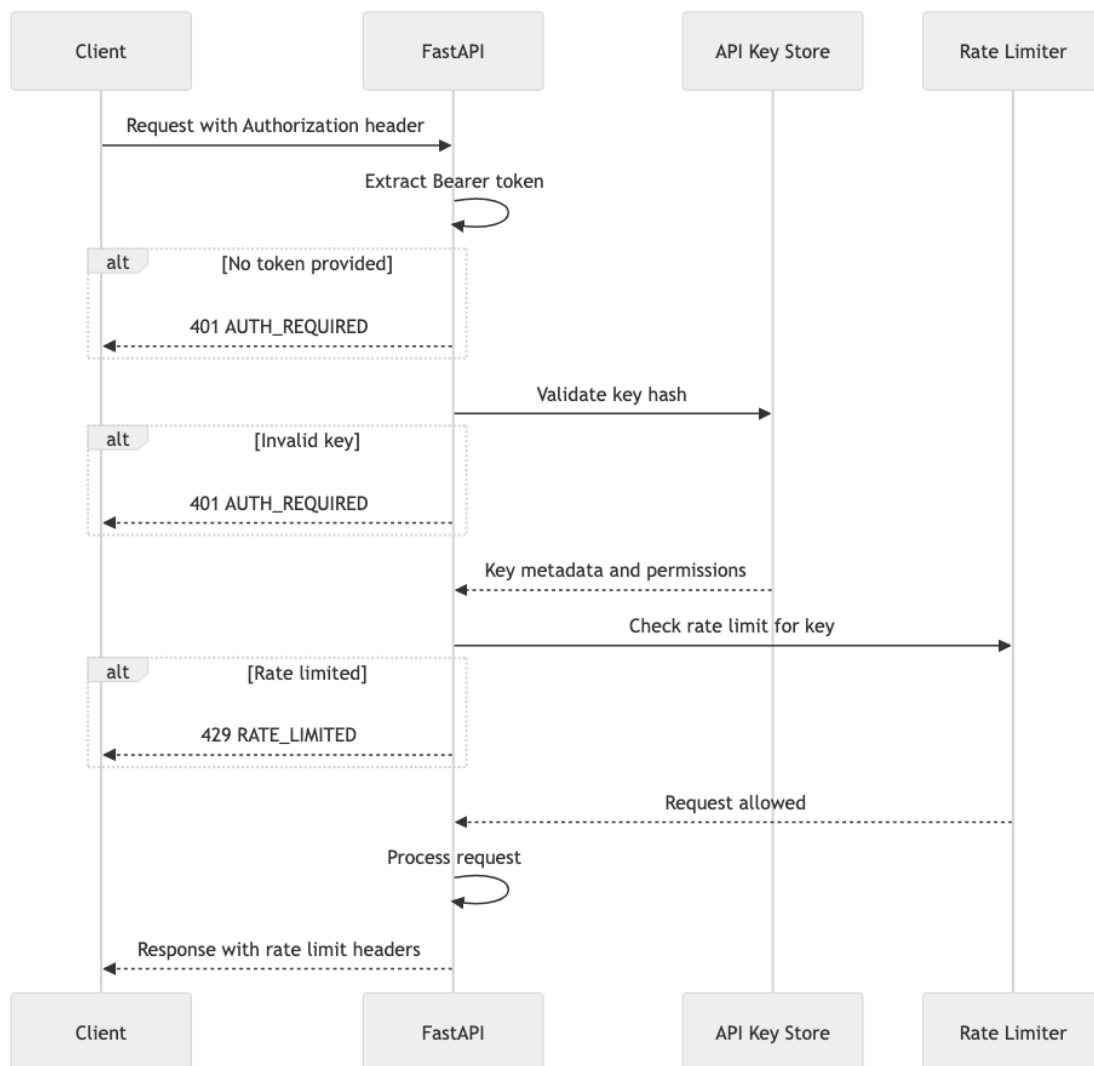 Client
FastAPI
API Key Store
Rate Limiter
Request with Authorization header
Extract Bearer token
alt
[No token provided]
401 AUTH_REQUIRED
Validate key hash
alt
[Invalid key]
401 AUTH_REQUIRED
Key metadata and permissions
Check rate limit for key
alt
[Rate limited]
429 RATE_LIMITED
Request allowed
Process request
Response with rate limit headers
Client
FastAPI
API Key Store
Rate Limiter